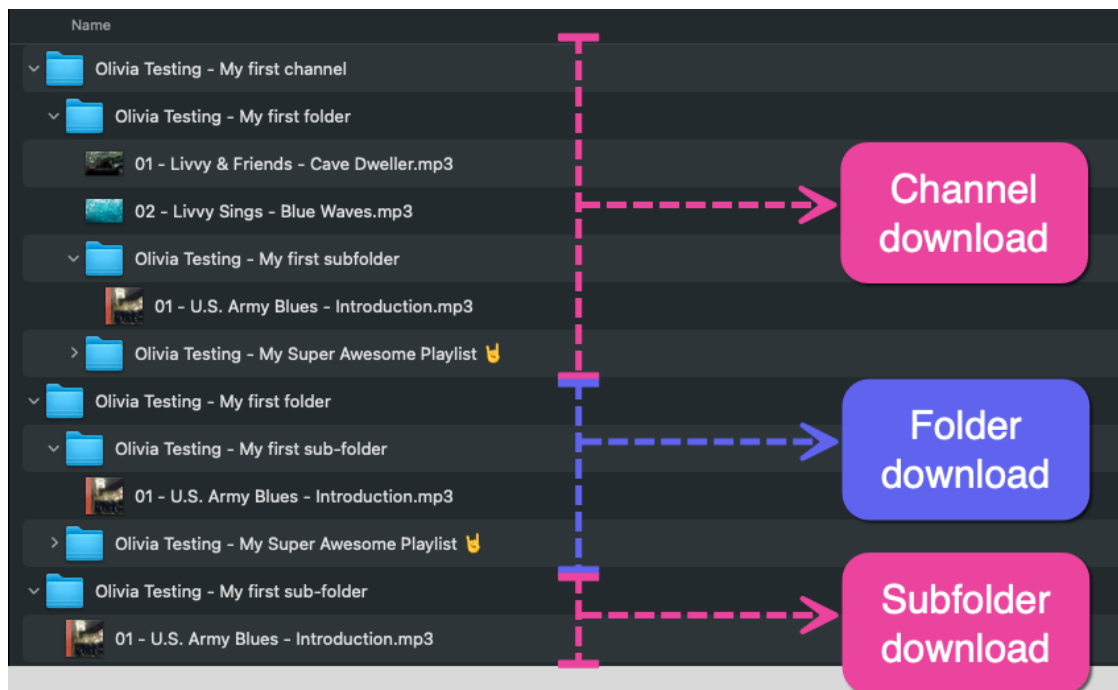 Name
Olivia Testing - My first channel
Olivia Testing - My first folder
01 - Livvy & Friends - Cave Dweller.mp3
02 - Livvy Sings - Blue Waves.mp3
Olivia Testing - My first subfolder
01 - U.S. Army Blues - Introduction.mp3
Olivia Testing - My Super Awesome Playlist 🤘
Channel
download
Olivia Testing - My first folder
Olivia Testing - My first sub-folder
01 - U.S. Army Blues - Introduction.mp3
Olivia Testing - My Super Awesome Playlist 🤘
Folder
download
Olivia Testing - My first sub-folder
01 - U.S. Army Blues - Introduction.mp3
Subfolder
download